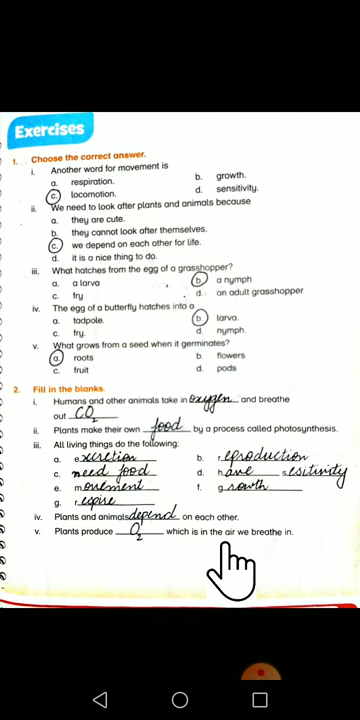 Exercises
1. Choose the correct answer.
i. Another word for movement is
a. respiration. b. growth.
c. locomotion. d. sensitivity.
ii. We need to look after plants and animals because
a. they are cute.
b. they cannot look after themselves.
c. we depend on each other for life.
d. it is a nice thing to do.
iii. What hatches from the egg of a grasshopper?
a. a larva b. a nymph
c. fry d. an adult grasshopper
iv. The egg of a butterfly hatches into a
a. tadpole. b. larva.
c. fry. d. nymph.
v. What grows from a seed when it germinates?
a. roots b. flowers
c. fruit d. pods
2. Fill in the blanks.
i. Humans and other animals take in oxygen and breathe
out CO2
ii. Plants make their own food by a process called photosynthesis.
iii. All living things do the following:
a. excretion b. reproduction
c. need food d. have sesitivity
e. movement f. growth
g. respire
iv. Plants and animals depend on each other.
v. Plants produce O2 which is in the air we breathe in.